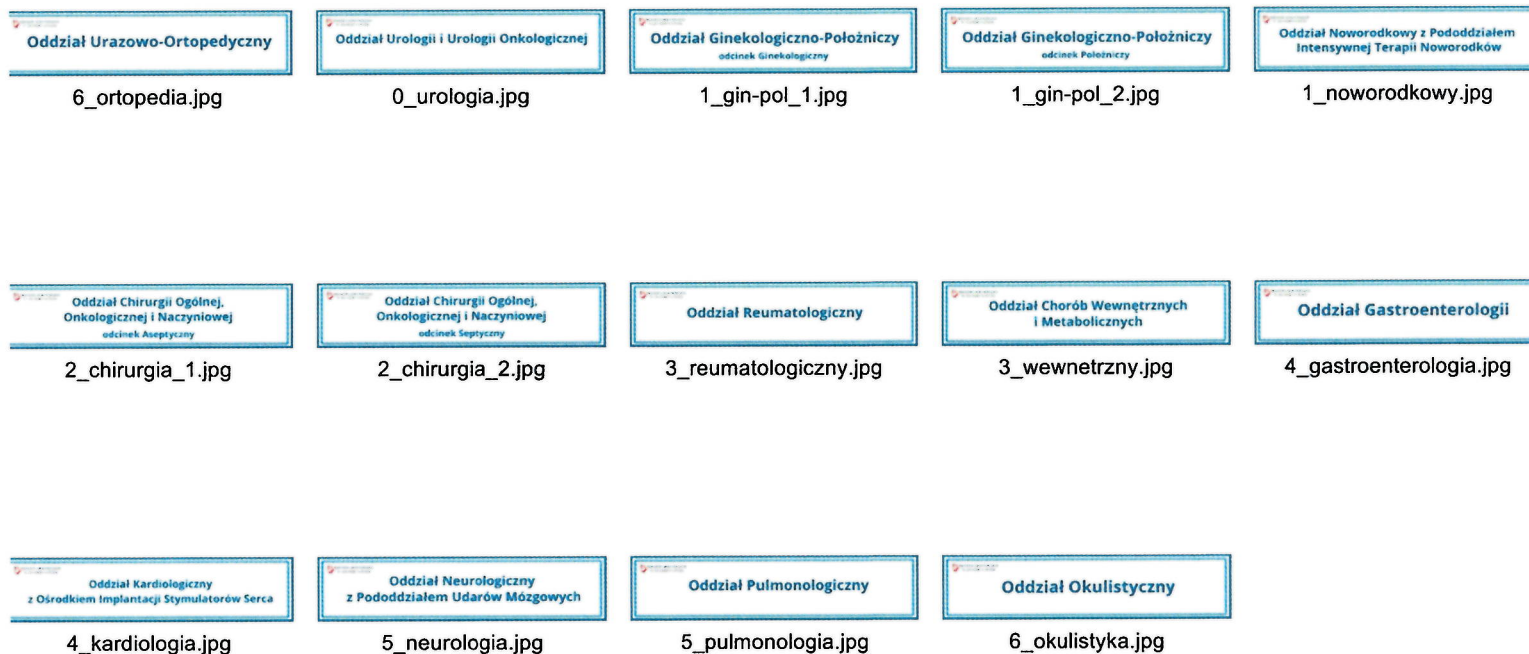 Oddział Urazowo-Ortopedyczny
6_ortopedia.jpg
Oddział Urologii i Urologii Onkologicznej
0_urologia.jpg
Oddział Ginekologiczno-Położniczy
odcinek Ginekologiczny
1_gin-pol_1.jpg
Oddział Ginekologiczno-Położniczy
odcinek Położniczy
1_gin-pol_2.jpg
Oddział Noworodkowy z Pododdziałem
Intensywnej Terapii Noworodków
1_noworodkowy.jpg
Oddział Chirurgii Ogólnej,
Onkologicznej i Naczyniowej
odcinek Aseptyczny
2_chirurgia_1.jpg
Oddział Chirurgii Ogólnej,
Onkologicznej i Naczyniowej
odcinek Septyczny
2_chirurgia_2.jpg
Oddział Reumatologiczny
3_reumatologiczny.jpg
Oddział Chorób Wewnętrznych
i Metabolicznych
3_wewnetrzny.jpg
Oddział Gastroenterologii
4_gastroenterologia.jpg
Oddział Kardiologiczny
z Ośrodkiem Implantacji Stymulatorów Serca
4_kardiologia.jpg
Oddział Neurologiczny
z Pododdziałem Udarów Mózgowych
5_neurologia.jpg
Oddział Pulmonologiczny
5_pulmonologia.jpg
Oddział Okulistyczny
6_okulistyka.jpg